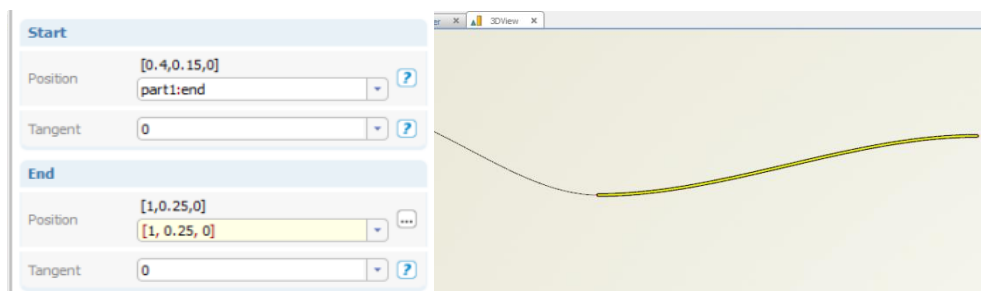 Start
Position
[0.4,0.15,0]
part1:end
?
Tangent
0
?
End
Position
[1,0.25,0]
[1, 0.25, 0]
...
Tangent
0
?
er × 3DView ×